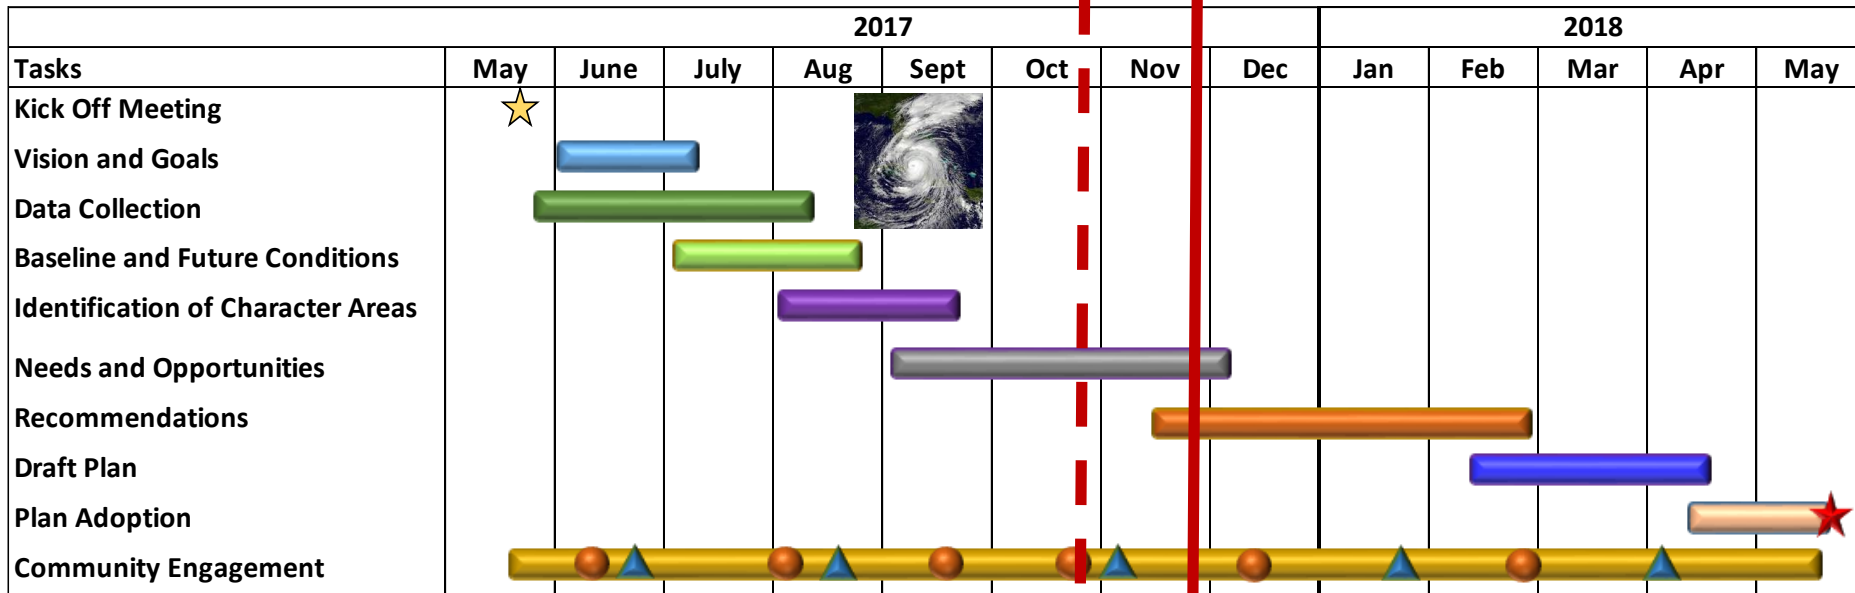 2017 2018
Tasks May June July Aug Sept Oct Nov Dec Jan Feb Mar Apr May
Kick Off Meeting
Vision and Goals
Data Collection
Baseline and Future Conditions
Identification of Character Areas
Needs and Opportunities
Recommendations
Draft Plan
Plan Adoption
Community Engagement